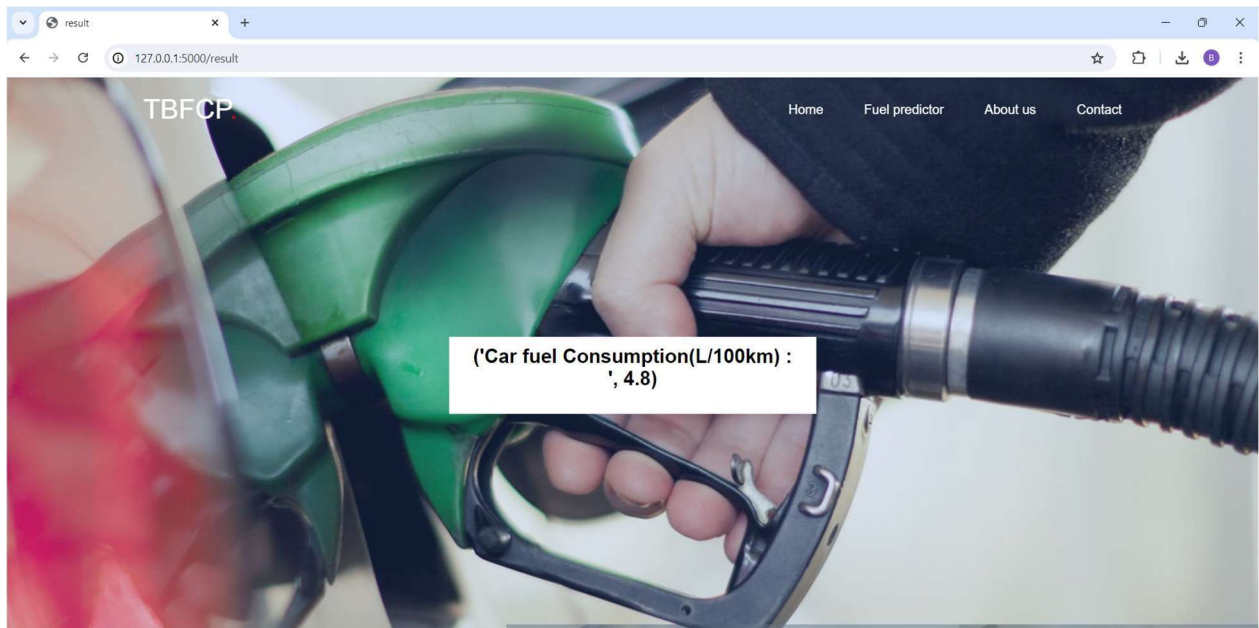 result
127.0.0.1:5000/result
B
TBFCP.
Home Fuel predictor About us Contact
('Car fuel Consumption(L/100km) :
', 4.8)
03